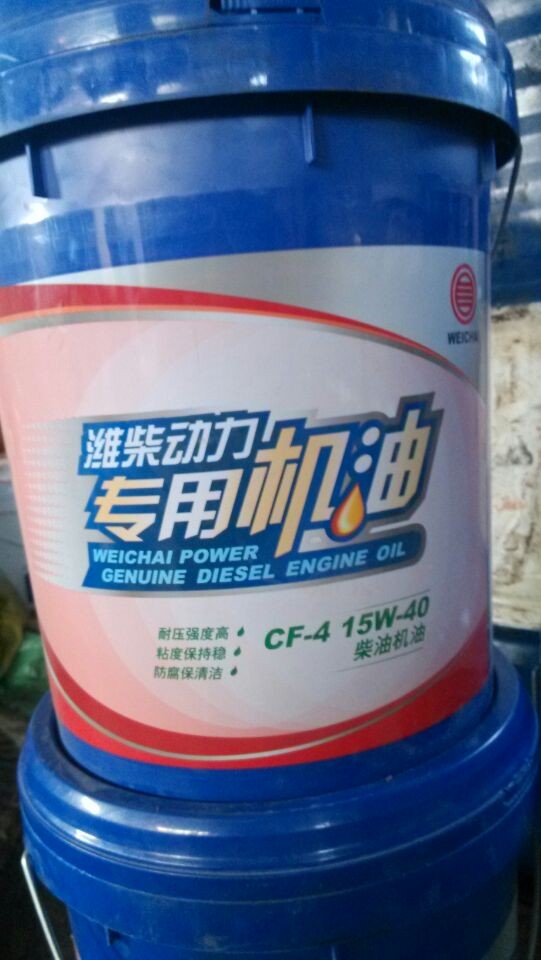 WEICHAI
潍柴动力
专用机油
WEICHAI POWER
GENUINE DIESEL ENGINE OIL
耐压强度高
粘度保持稳
防腐保清洁
CF-4 15W-40
柴油机油